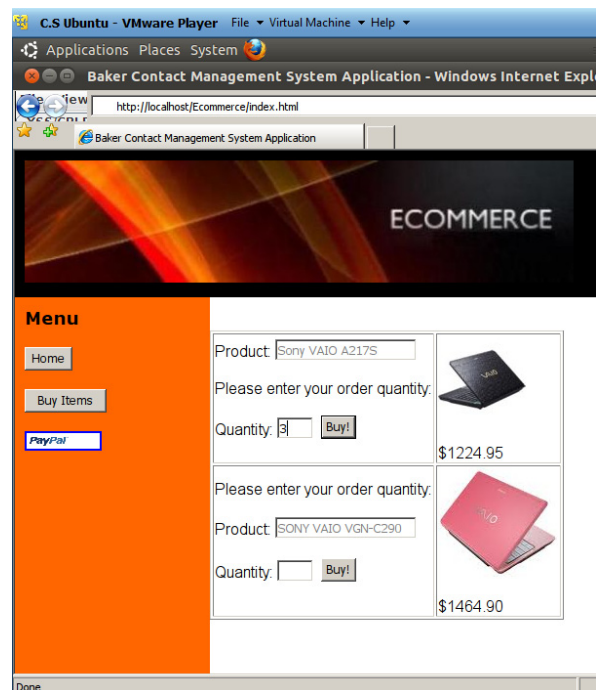 C.S Ubuntu - VMware Player File Virtual Machine Help
Applications Places System
Baker Contact Management System Application - Windows Internet Expl
http://localhost/Ecommerce/index.html
Baker Contact Management System Application
ECOMMERCE
Menu
Home
Buy Items
PayPal
Product: Sony VAIO A217S
Please enter your order quantity:
Quantity: 3 Buy!
VAIO
$1224.95
Please enter your order quantity:
Product: SONY VAIO VGN-C290
Quantity: Buy!
VAIO
$1464.90
Done